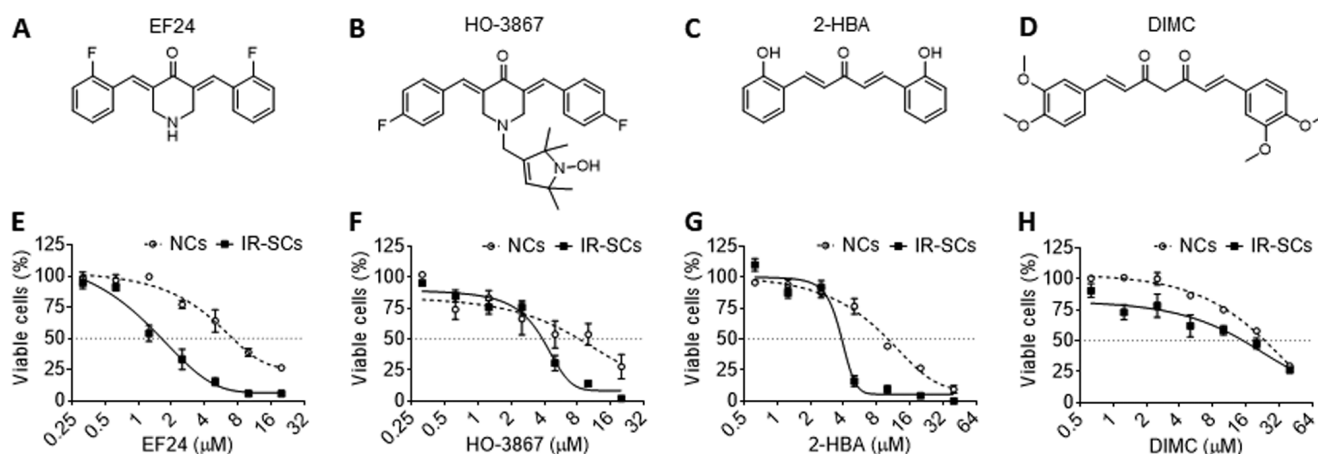 A EF24
F
O
F
N
H
B HO-3867
O
F
F
N
N-OH
C 2-HBA
OH
O
OH
D DIMC
O O
O
O
O
O
E
NCs IR-SCs
Viable cells (%)
125
100
75
50
25
0
0.25 0.5 1 2 4 8 16 32
EF24 (μM)
F
NCs IR-SCs
Viable cells (%)
125
100
75
50
25
0
0.25 0.5 1 2 4 8 16 32
HO-3867 (μM)
G
NCs IR-SCs
Viable cells (%)
125
100
75
50
25
0
0.5 1 2 4 8 16 32 64
2-HBA (μM)
H
NCs IR-SCs
Viable cells (%)
125
100
75
50
25
0
0.5 1 2 4 8 16 32 64
DIMC (μM)